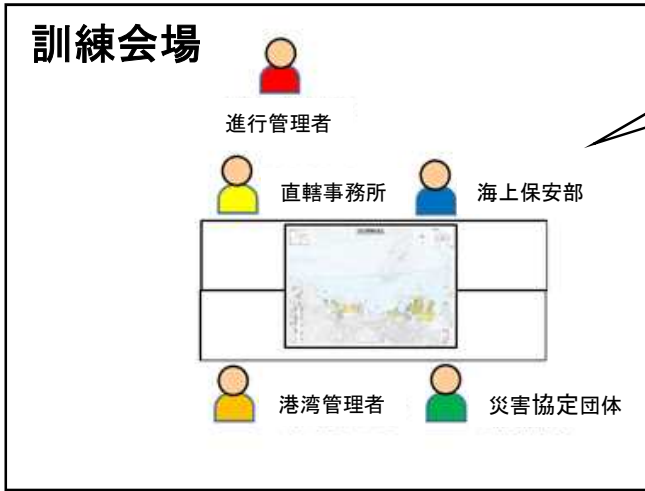 訓練会場
進行管理者
直轄事務所
海上保安部
港湾管理者
災害協定団体